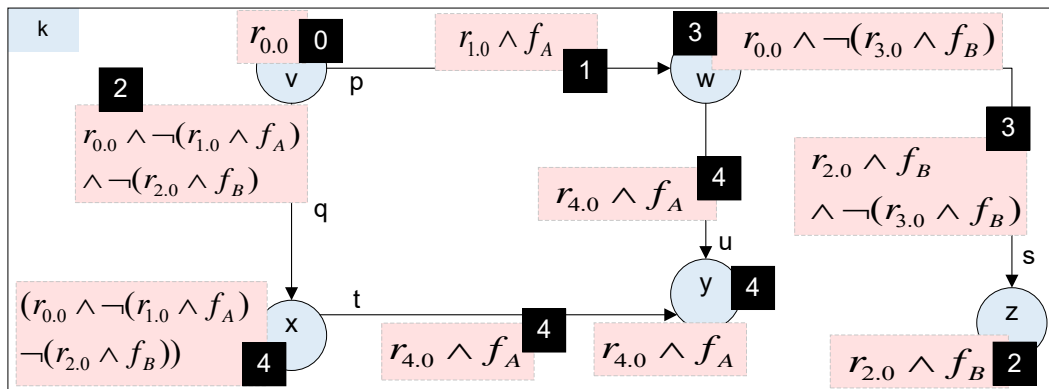 k
r0.0
0
v
p
r1.0 ∧ fA
1
3
w
r0.0 ∧ ¬(r3.0 ∧ fB)
2
r0.0 ∧ ¬(r1.0 ∧ fA)
∧ ¬(r2.0 ∧ fB)
q
r4.0 ∧ fA
4
u
3
r2.0 ∧ fB
∧ ¬(r3.0 ∧ fB)
s
(r0.0 ∧ ¬(r1.0 ∧ fA)
¬(r2.0 ∧ fB))
4
x
t
r4.0 ∧ fA
4
y
4
r4.0 ∧ fA
z
r2.0 ∧ fB
2